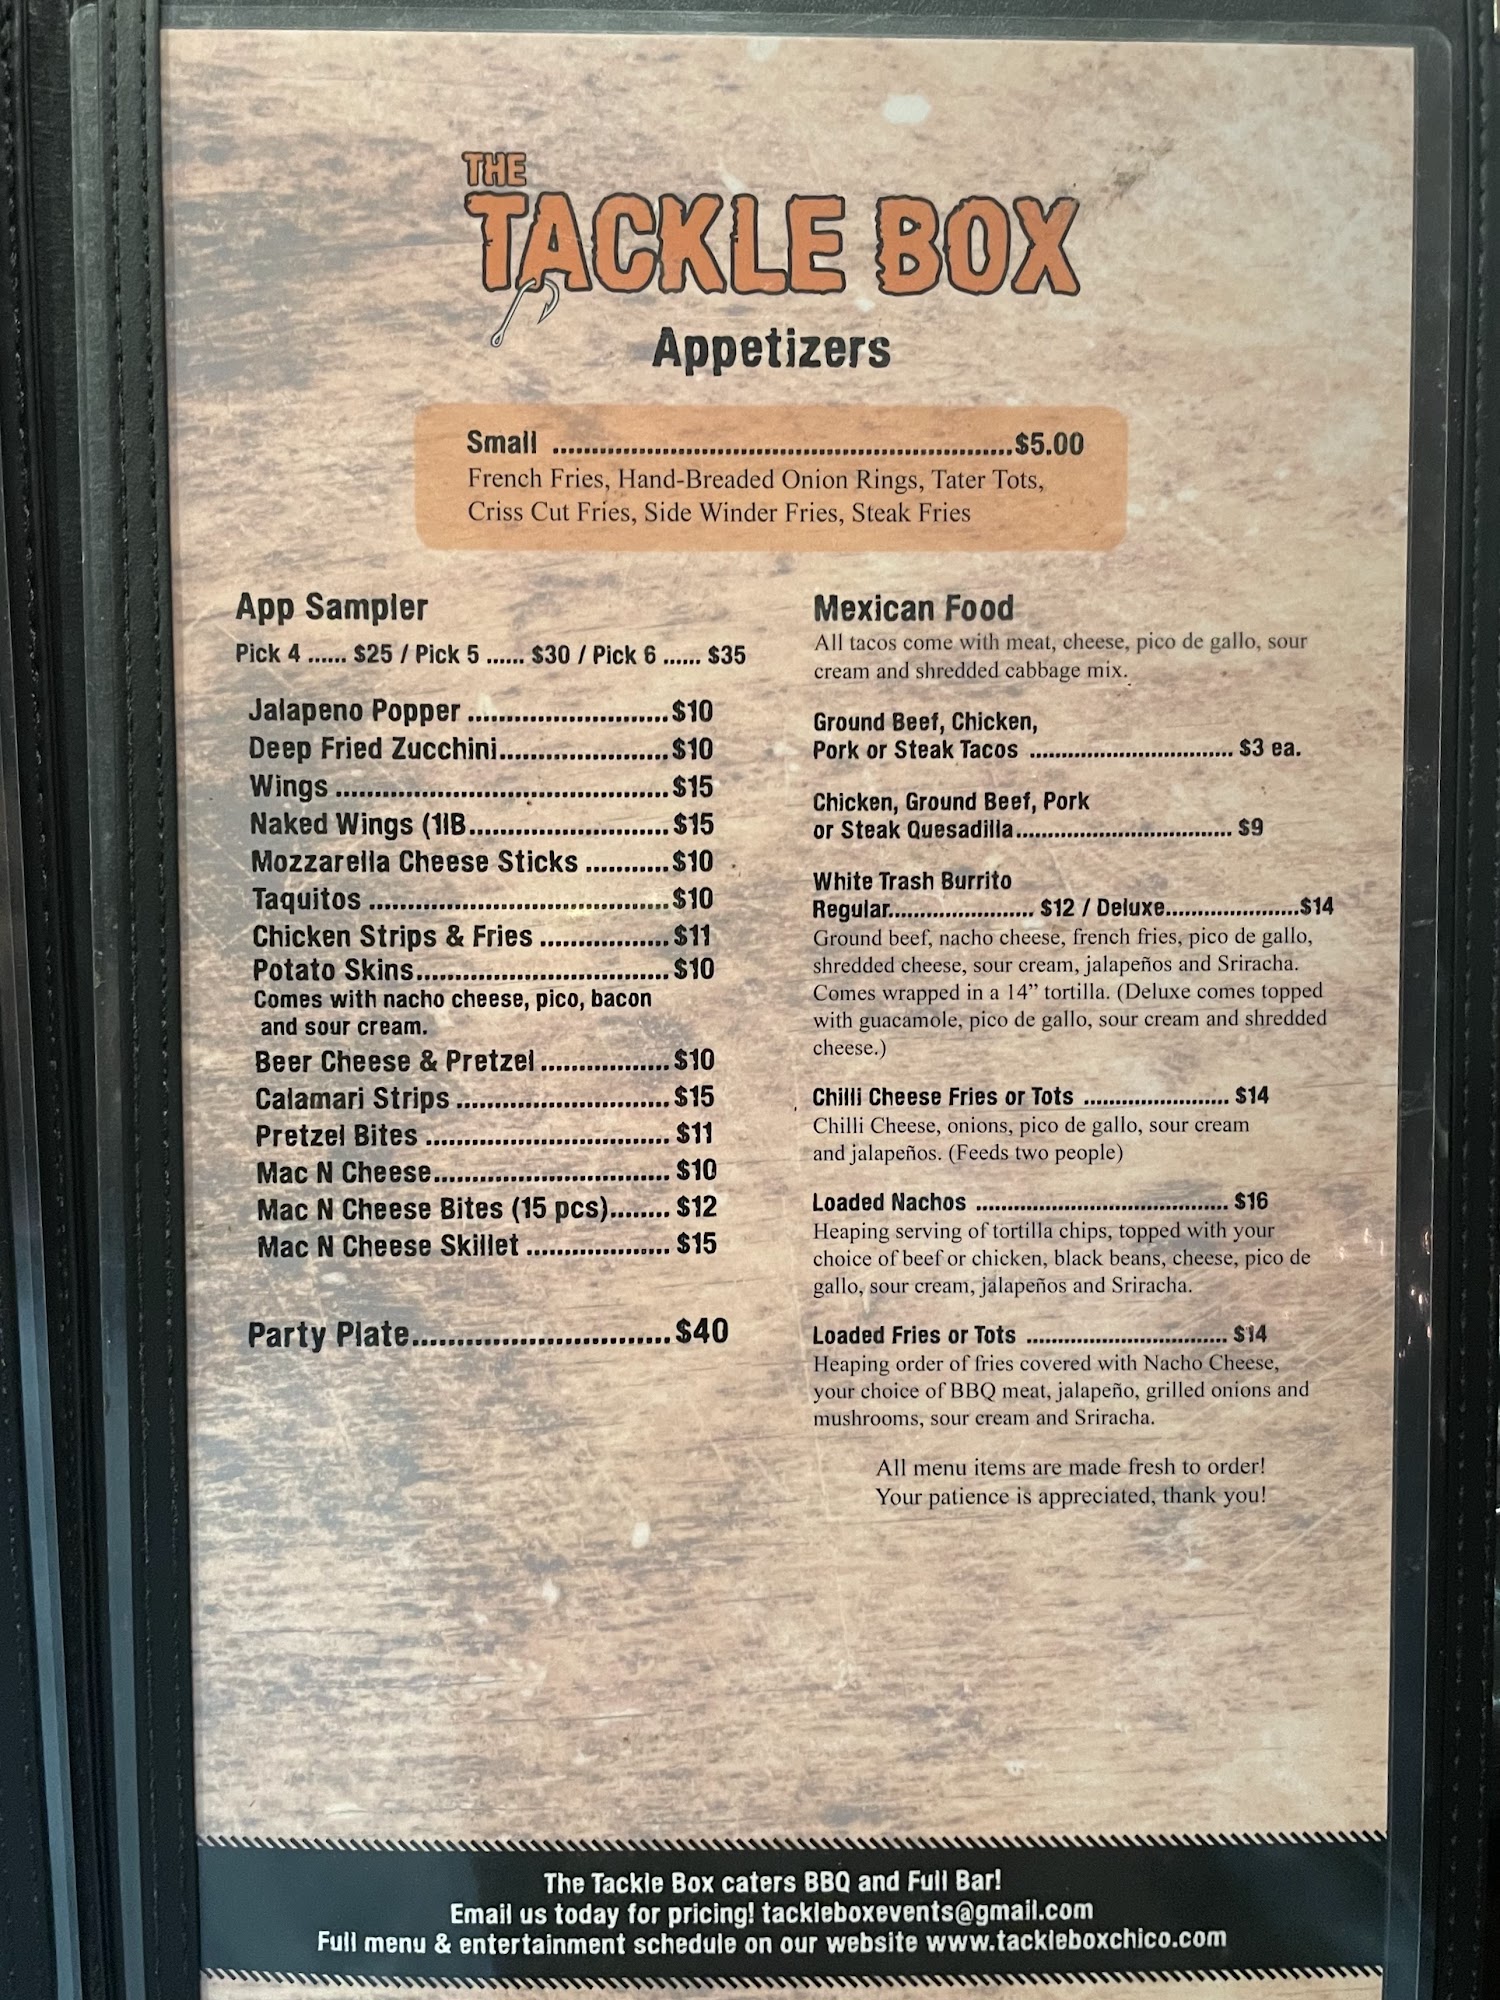 THE
TACKLE BOX
Appetizers
Small ............................................................$5.00
French Fries, Hand-Breaded Onion Rings, Tater Tots,
Criss Cut Fries, Side Winder Fries, Steak Fries
App Sampler
Pick 4 ...... $25 / Pick 5 ...... $30 / Pick 6 ...... $35
Jalapeno Popper ..........................$10
Deep Fried Zucchini......................$10
Wings ...........................................$15
Naked Wings (1lB..........................$15
Mozzarella Cheese Sticks ...........$10
Taquitos .......................................$10
Chicken Strips & Fries .................$11
Potato Skins.................................$10
Comes with nacho cheese, pico, bacon
and sour cream.
Beer Cheese & Pretzel.................$10
Calamari Strips ............................$15
Pretzel Bites ................................ $11
Mac N Cheese............................... $10
Mac N Cheese Bites (15 pcs)........ $12
Mac N Cheese Skillet ................... $15
Party Plate.............................$40
Mexican Food
All tacos come with meat, cheese, pico de gallo, sour
cream and shredded cabbage mix.
Ground Beef, Chicken,
Pork or Steak Tacos .................................. $3 ea.
Chicken, Ground Beef, Pork
or Steak Quesadilla.................................... $9
White Trash Burrito
Regular........................ $12 / Deluxe......................$14
Ground beef, nacho cheese, french fries, pico de gallo,
shredded cheese, sour cream, jalapeños and Sriracha.
Comes wrapped in a 14” tortilla. (Deluxe comes topped
with guacamole, pico de gallo, sour cream and shredded
cheese.)
Chilli Cheese Fries or Tots ........................ $14
Chilli Cheese, onions, pico de gallo, sour cream
and jalapeños. (Feeds two people)
Loaded Nachos .......................................... $16
Heaping serving of tortilla chips, topped with your
choice of beef or chicken, black beans, cheese, pico de
gallo, sour cream, jalapeños and Sriracha.
Loaded Fries or Tots ................................. $14
Heaping order of fries covered with Nacho Cheese,
your choice of BBQ meat, jalapeño, grilled onions and
mushrooms, sour cream and Sriracha.
All menu items are made fresh to order!
Your patience is appreciated, thank you!
The Tackle Box caters BBQ and Full Bar!
Email us today for pricing! tackleboxevents@gmail.com
Full menu & entertainment schedule on our website www.tackleboxchico.com